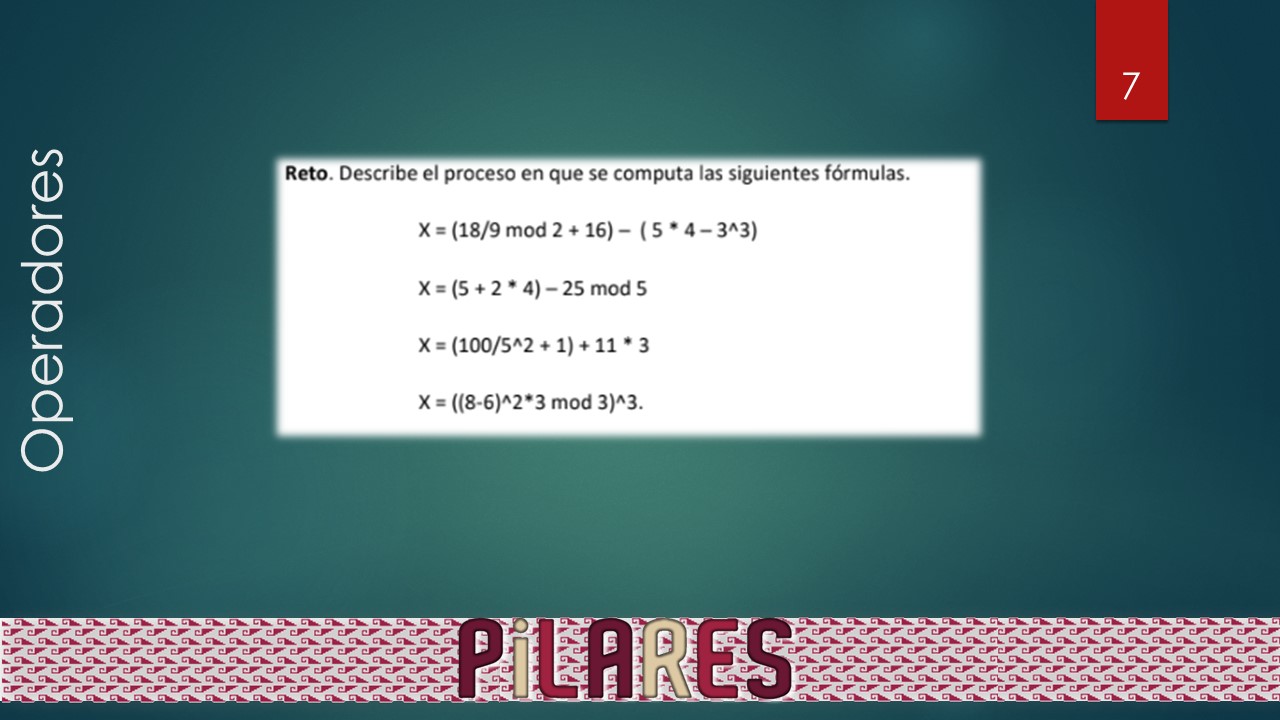 7
Operadores
Reto. Describe el proceso en que se computa las siguientes fórmulas.
X = (18/9 mod 2 + 16) – ( 5 * 4 – 3^3)
X = (5 + 2 * 4) – 25 mod 5
X = (100/5^2 + 1) + 11 * 3
X = ((8-6)^2*3 mod 3)^3.
PiLARES